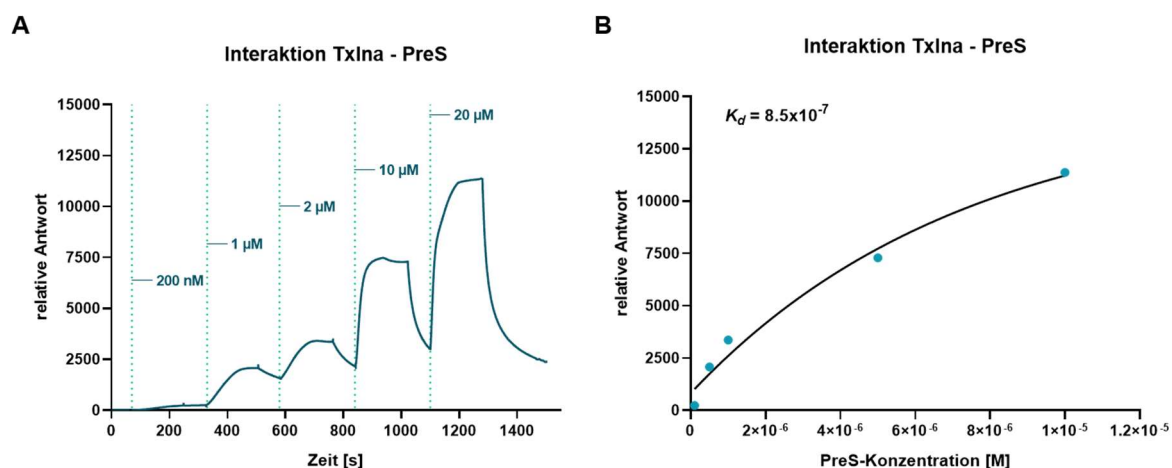 A
Interaktion TxIna - PreS
relative Antwort
15000
12500
10000
7500
5000
2500
0
200 nM
1 µM
2 µM
10 µM
20 µM
0 200 400 600 800 1000 1200 1400
Zeit [s]
B
Interaktion TxIna - PreS
relative Antwort
15000
12500
10000
7500
5000
2500
0
K_d = 8.5x10⁻⁷
0 2×10⁻⁶ 4×10⁻⁶ 6×10⁻⁶ 8×10⁻⁶ 1×10⁻⁵ 1.2×10⁻⁵
PreS-Konzentration [M]